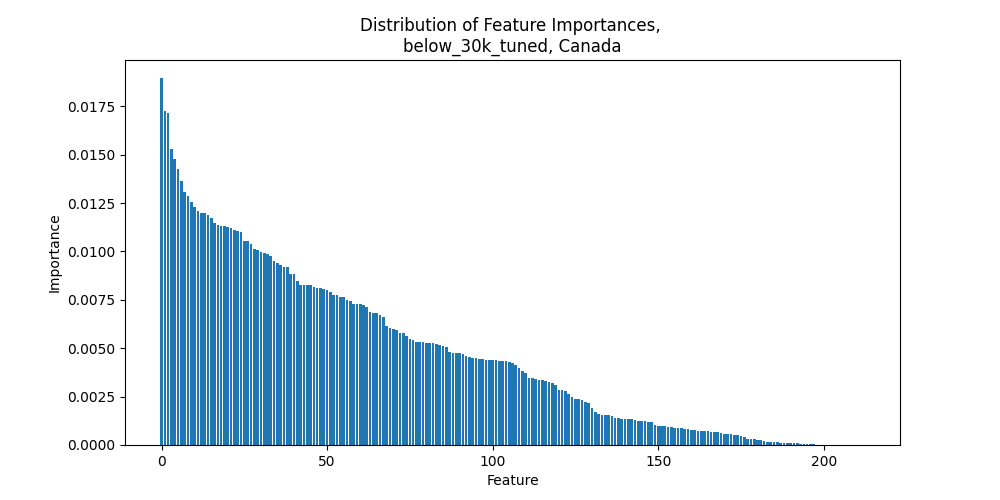 Distribution of Feature Importances,
below_30k_tuned, Canada
0.0175
0.0150
0.0125
0.0100
0.0075
0.0050
0.0025
0.0000
Importance
0 50 100 150 200
Feature